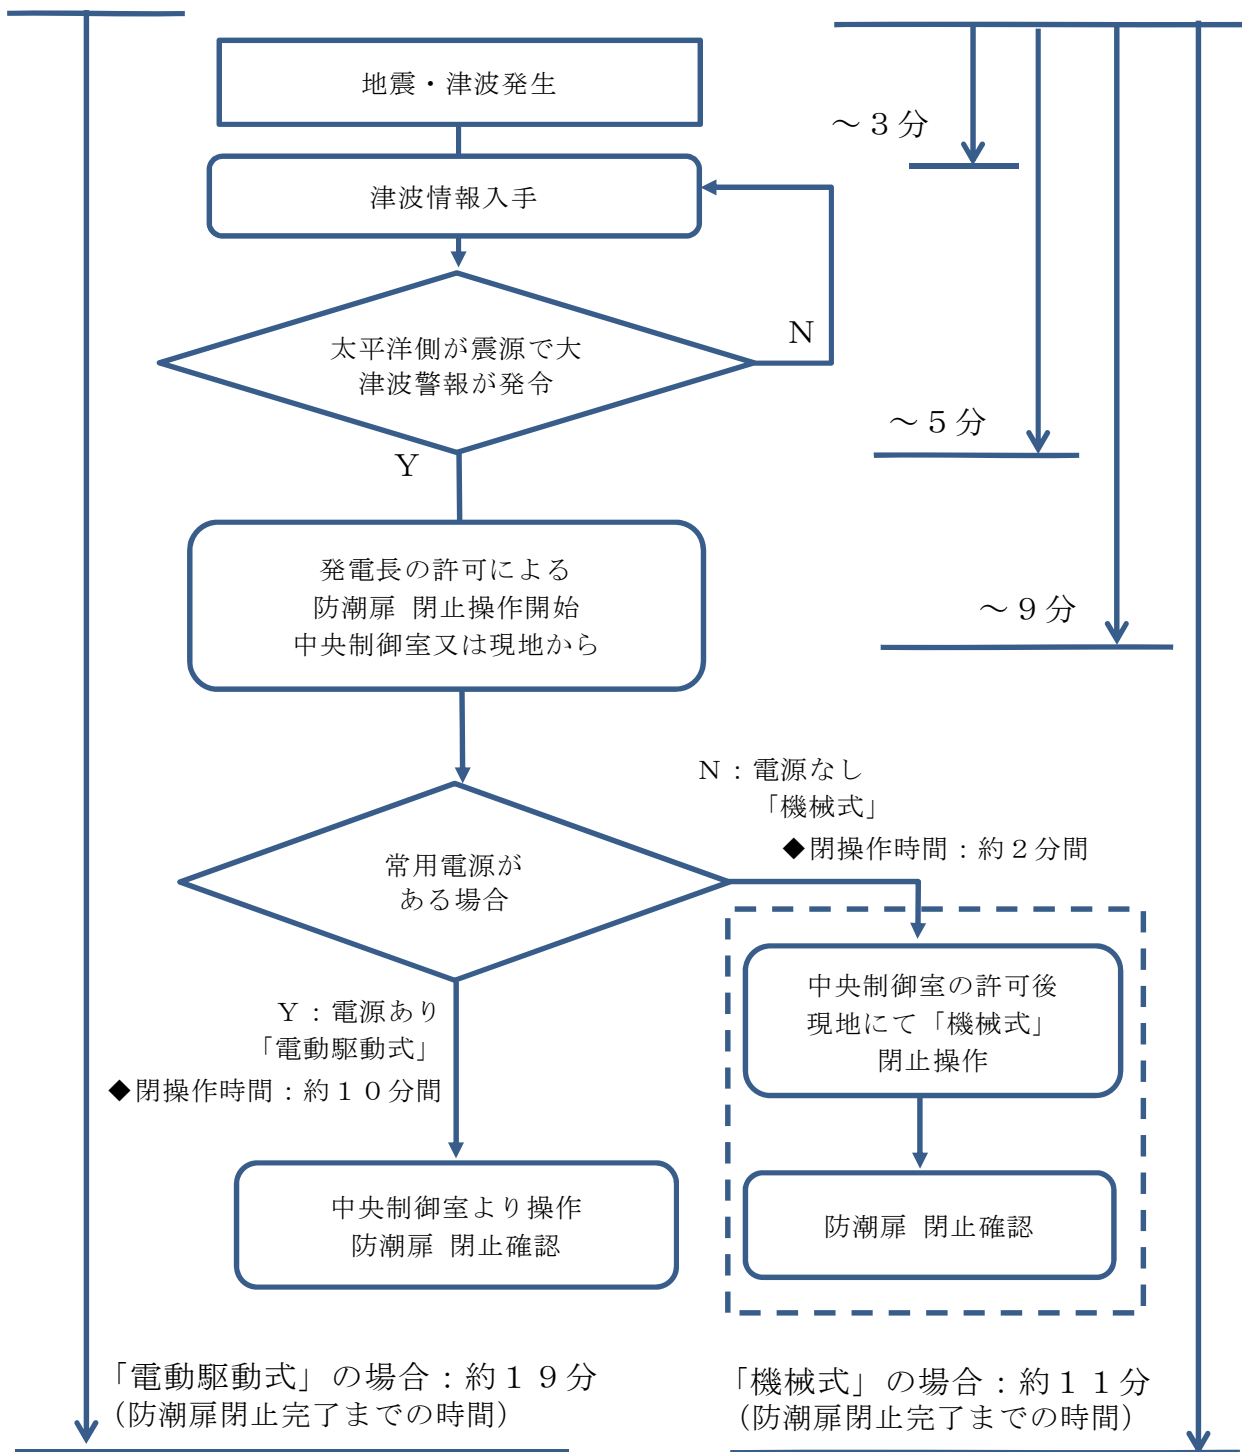 地震・津波発生
～３分
津波情報入手
N
太平洋側が震源で大
津波警報が発令
～５分
Y
発電長の許可による
防潮扉 閉止操作開始
中央制御室又は現地から
～９分
N：電源なし
「機械式」
◆閉操作時間：約２分間
常用電源が
ある場合
中央制御室の許可後
現地にて「機械式」
閉止操作
Y：電源あり
「電動駆動式」
◆閉操作時間：約１０分間
中央制御室より操作
防潮扉 閉止確認
防潮扉 閉止確認
「電動駆動式」の場合：約１９分
（防潮扉閉止完了までの時間）
「機械式」の場合：約１１分
（防潮扉閉止完了までの時間）